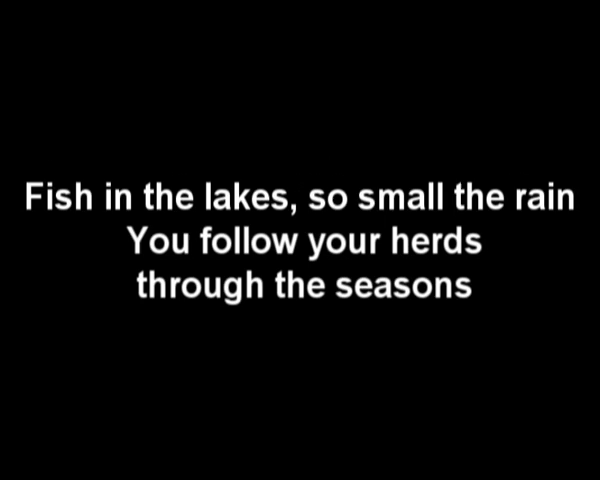 Fish in the lakes, so small the rain
You follow your herds
through the seasons